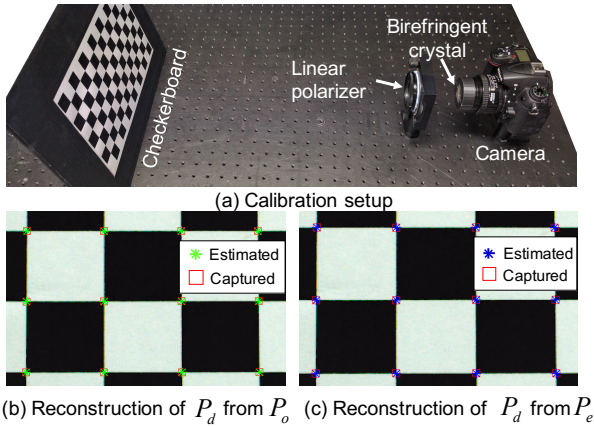 Checkerboard
Linear
polarizer
Birefringent
crystal
Camera
(a) Calibration setup
Estimated
Captured
Estimated
Captured
(b) Reconstruction of P_d from P_o
(c) Reconstruction of P_d from P_e